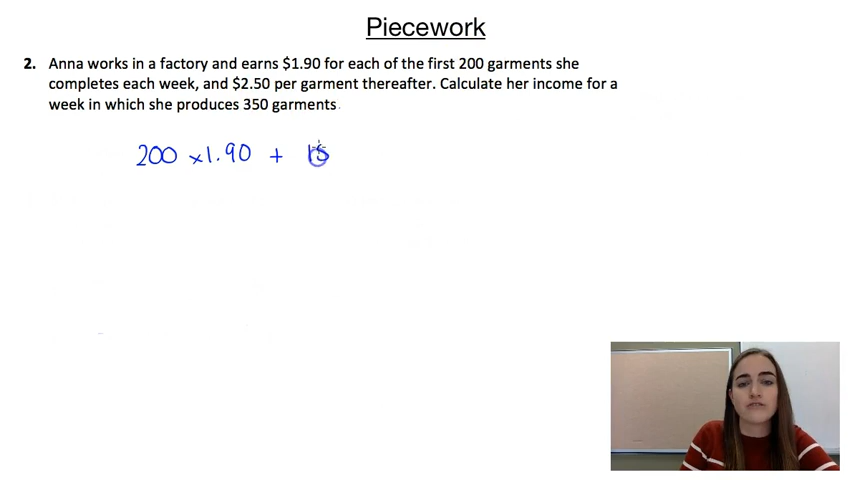 Piecework
2. Anna works in a factory and earns $1.90 for each of the first 200 garments she
completes each week, and $2.50 per garment thereafter. Calculate her income for a
week in which she produces 350 garments.
200 × 1.90 + 15